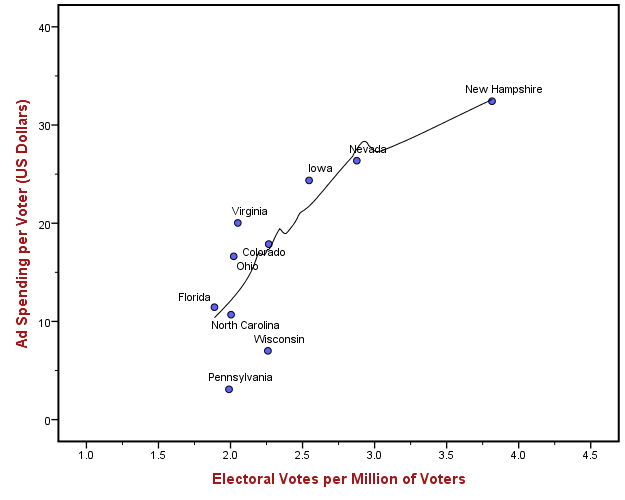 40
New Hampshire
30
Nevada
Iowa
Virginia
20
Colorado
Ohio
Florida
10
North Carolina
Wisconsin
Pennsylvania
0
Ad Spending per Voter (US Dollars)
1.0 1.5 2.0 2.5 3.0 3.5 4.0 4.5
Electoral Votes per Million of Voters